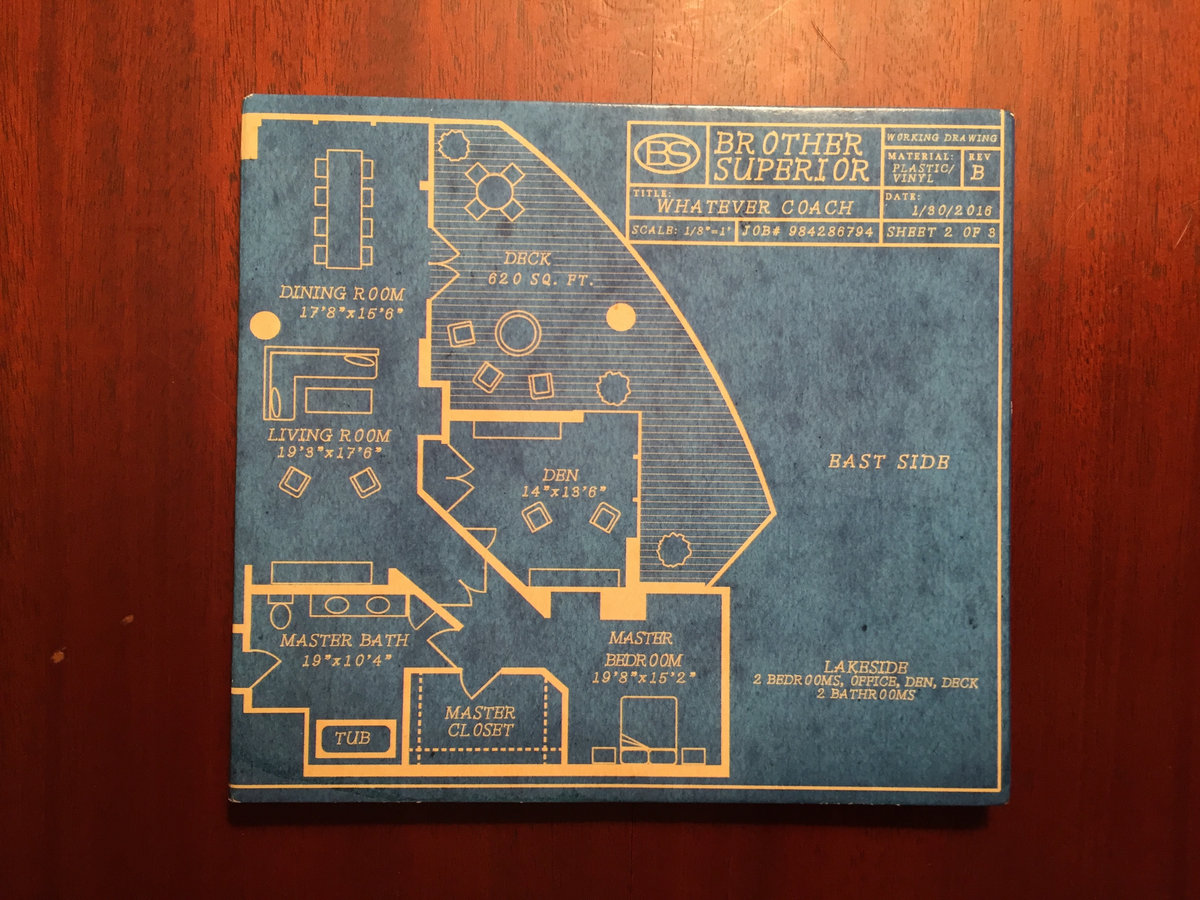 BS
BROTHER
SUPERIOR
WORKING DRAWING
MATERIAL:
PLASTIC/
VINYL
REV
B
TITLE:
WHATEVER COACH
DATE:
1/30/2016
SCALE: 1/8"=1'
JOB# 984286794
SHEET 2 OF 3
DECK
620 SQ. FT.
DINING ROOM
17'8"x15'6"
LIVING ROOM
19'3"x17'6"
DEN
14"x13'6"
EAST SIDE
MASTER BATH
19"x10'4"
MASTER
BEDROOM
19'8"x15'2"
LAKESIDE
2 BEDROOMS, OFFICE, DEN, DECK
2 BATHROOMS
MASTER
CLOSET
TUB